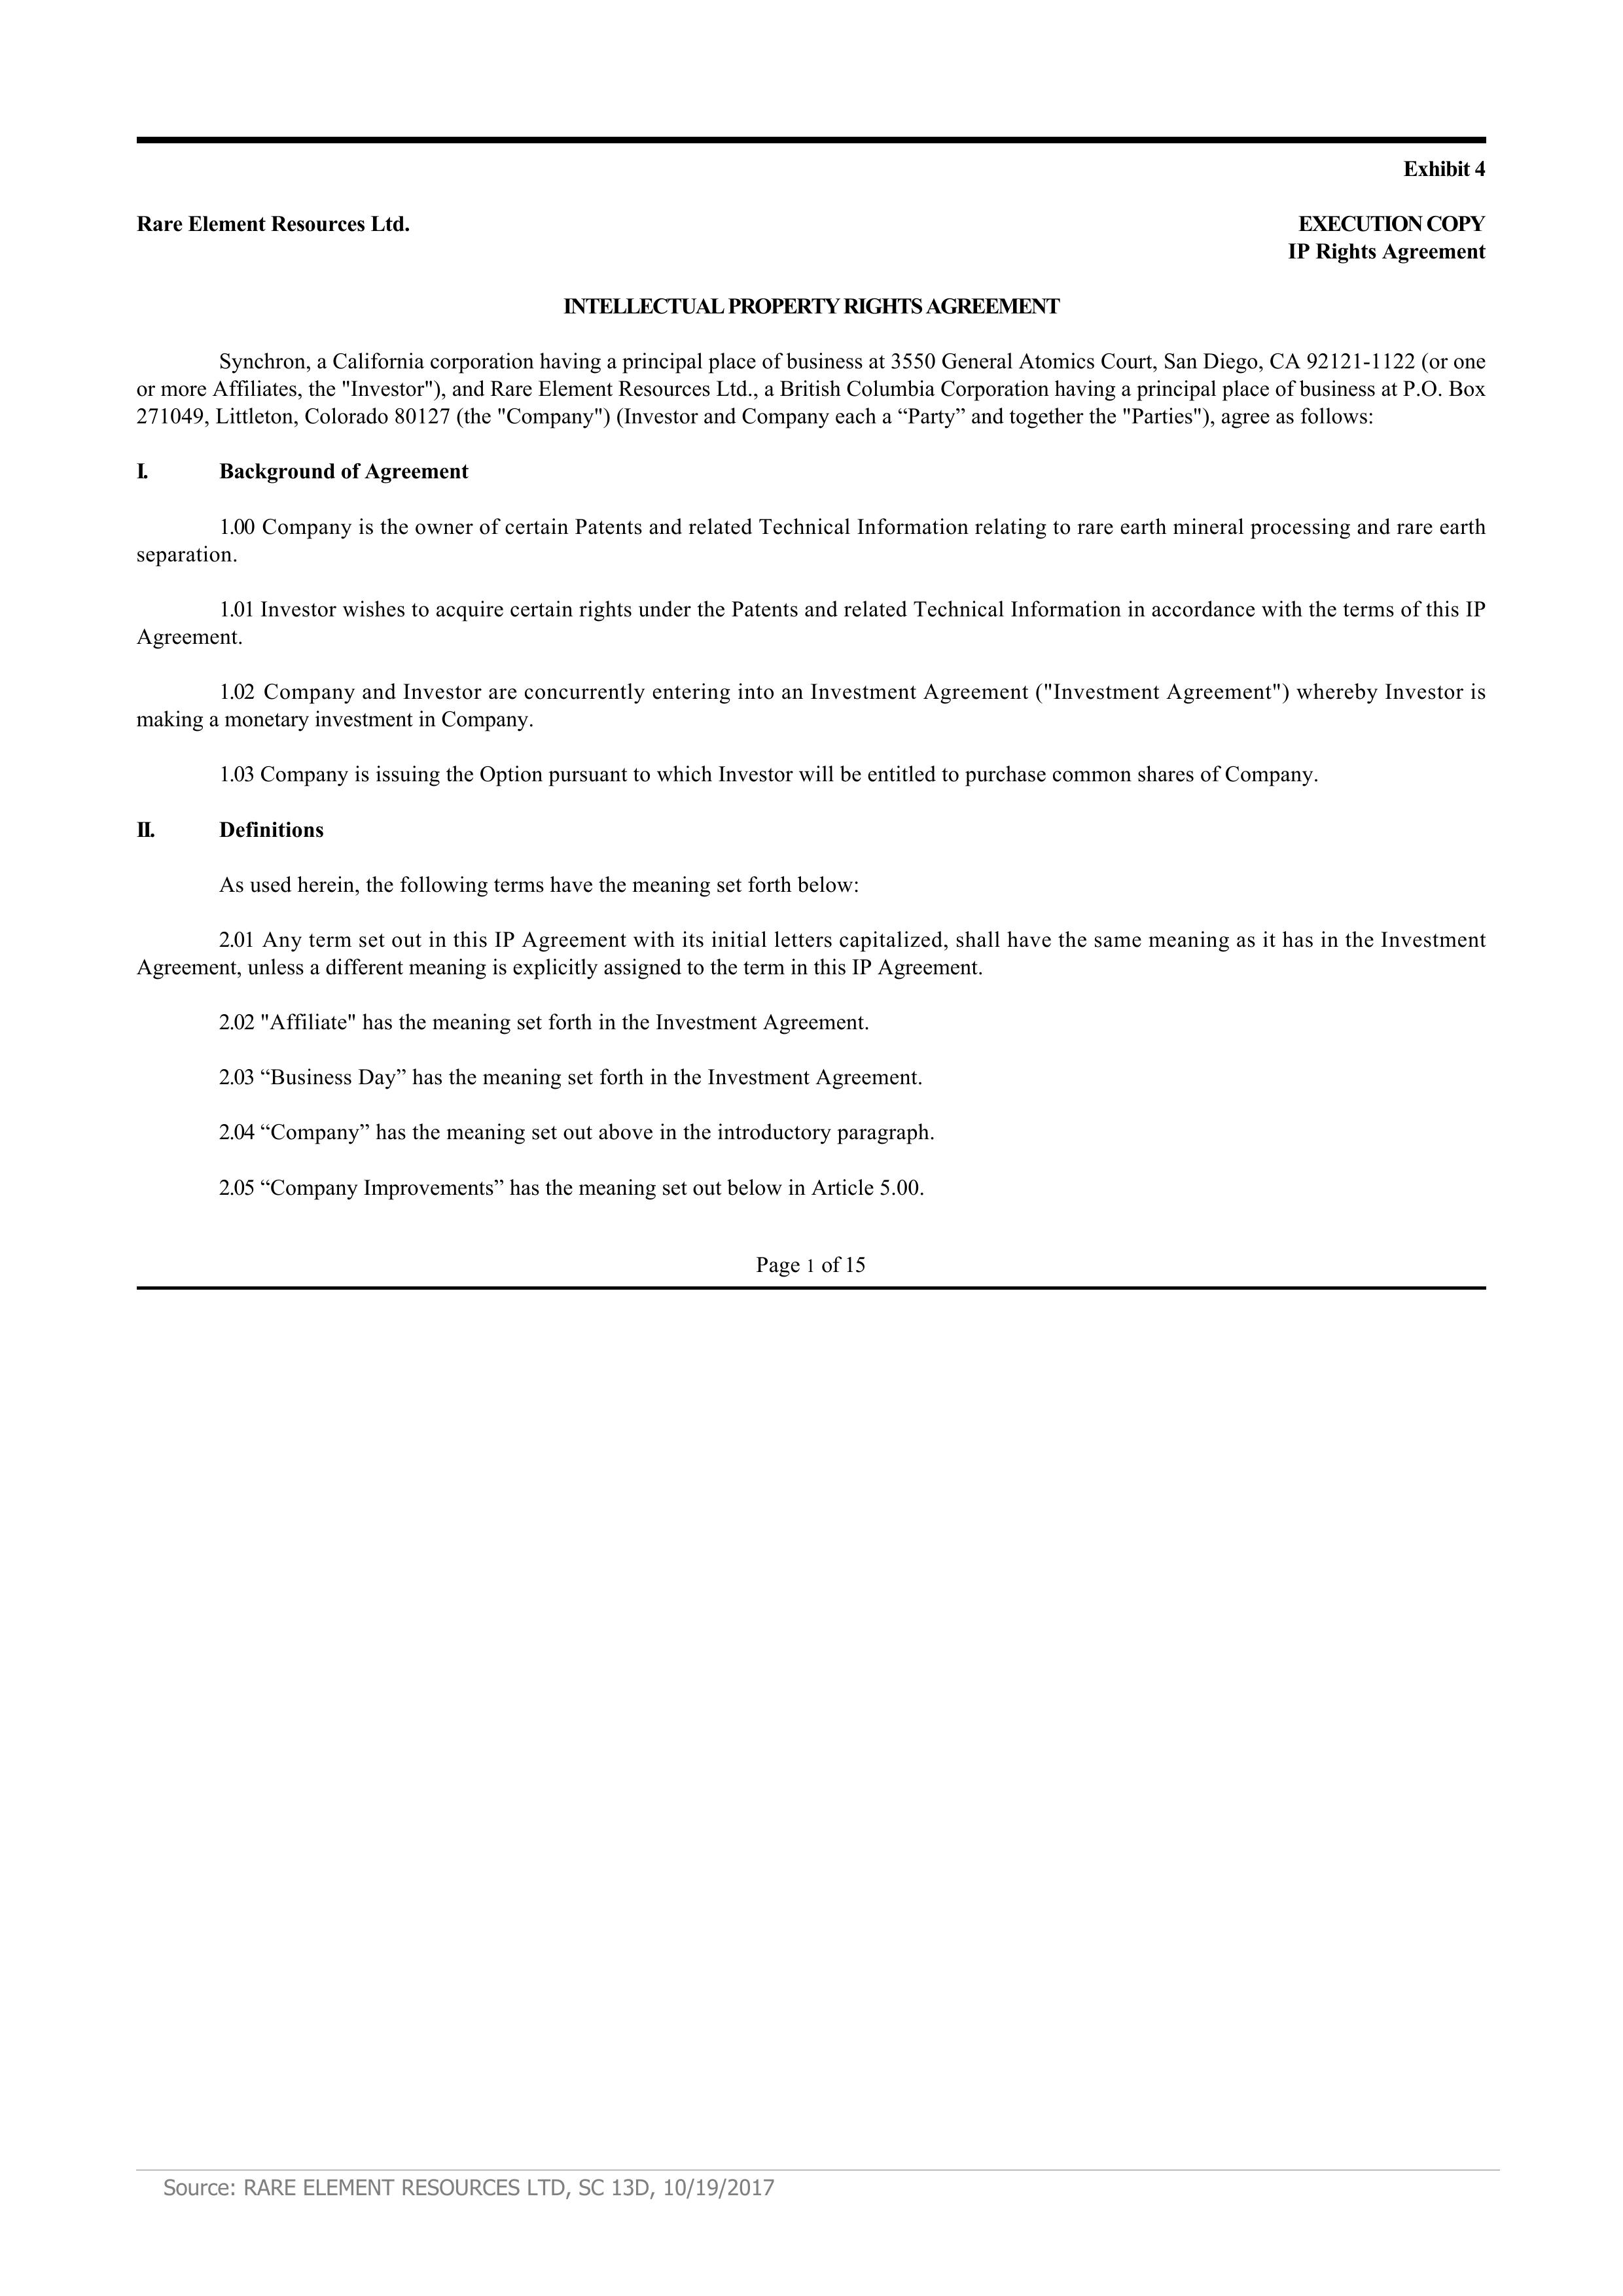 Exhibit 4
Rare Element Resources Ltd. EXECUTION COPY
IP Rights Agreement
INTELLECTUAL PROPERTY RIGHTS AGREEMENT
Synchron, a California corporation having a principal place of business at 3550 General Atomics Court, San Diego, CA 92121-1122 (or one
or more Affiliates, the "Investor"), and Rare Element Resources Ltd., a British Columbia Corporation having a principal place of business at P.O. Box
271049, Littleton, Colorado 80127 (the "Company") (Investor and Company each a “Party” and together the "Parties"), agree as follows:
I. Background of Agreement
1.00 Company is the owner of certain Patents and related Technical Information relating to rare earth mineral processing and rare earth
separation.
1.01 Investor wishes to acquire certain rights under the Patents and related Technical Information in accordance with the terms of this IP
Agreement.
1.02 Company and Investor are concurrently entering into an Investment Agreement ("Investment Agreement") whereby Investor is
making a monetary investment in Company.
1.03 Company is issuing the Option pursuant to which Investor will be entitled to purchase common shares of Company.
II. Definitions
As used herein, the following terms have the meaning set forth below:
2.01 Any term set out in this IP Agreement with its initial letters capitalized, shall have the same meaning as it has in the Investment
Agreement, unless a different meaning is explicitly assigned to the term in this IP Agreement.
2.02 "Affiliate" has the meaning set forth in the Investment Agreement.
2.03 “Business Day” has the meaning set forth in the Investment Agreement.
2.04 “Company” has the meaning set out above in the introductory paragraph.
2.05 “Company Improvements” has the meaning set out below in Article 5.00.
Page 1 of 15
Source: RARE ELEMENT RESOURCES LTD, SC 13D, 10/19/2017